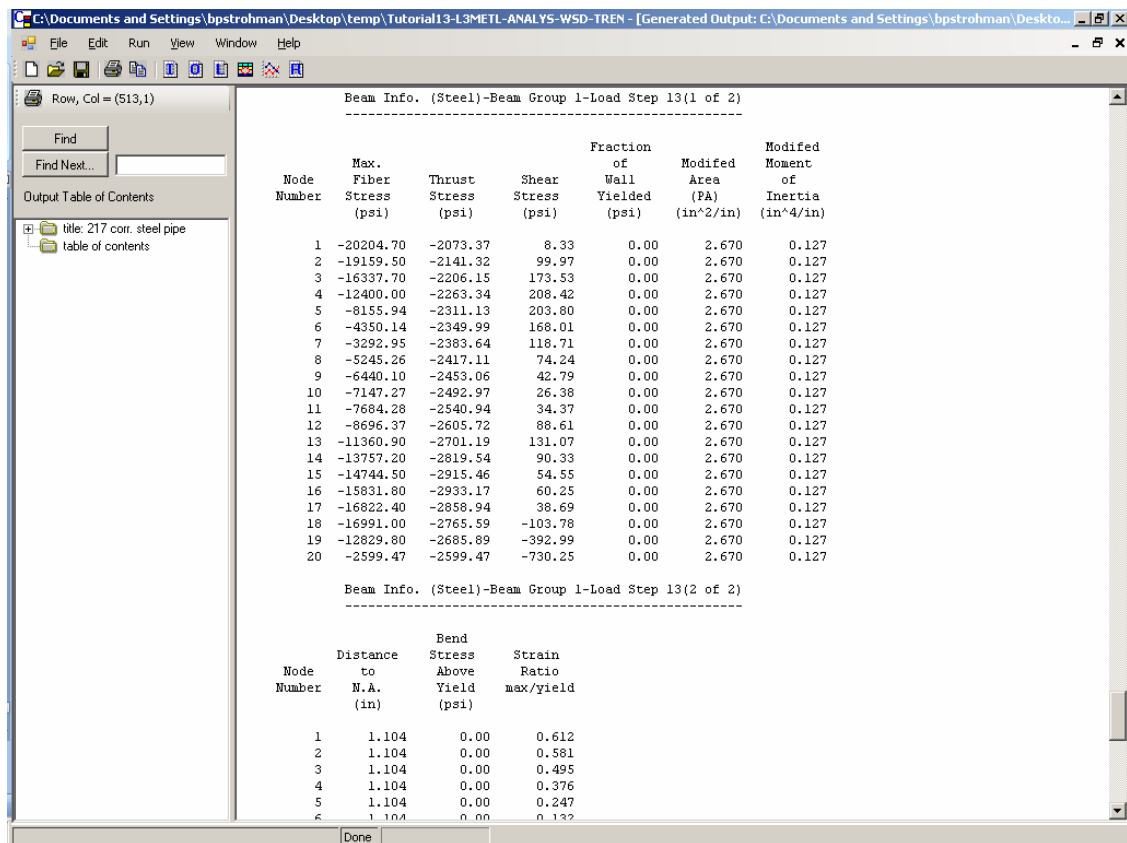 C:\Documents and Settings\bpstrohman\Desktop\temp\Tutorial13-L3METL-ANALYS-WSD-TREN - [Generated Output: C:\Documents and Settings\bpstrohman\Deskto...
File Edit Run View Window Help
Row, Col = (513,1)
Find
Find Next...
Output Table of Contents
title: 217 corr. steel pipe
table of contents
Beam Info. (Steel)-Beam Group 1-Load Step 13(1 of 2)
Fraction Modifed
Max. of Modifed Moment
Node Fiber Thrust Shear Wall Area of
Number Stress Stress Stress Yielded (PA) Inertia
(psi) (psi) (psi) (psi) (in^2/in) (in^4/in)
1 -20204.70 -2073.37 8.33 0.00 2.670 0.127
2 -19159.50 -2141.32 99.97 0.00 2.670 0.127
3 -16337.70 -2206.15 173.53 0.00 2.670 0.127
4 -12400.00 -2263.34 208.42 0.00 2.670 0.127
5 -8155.94 -2311.13 203.80 0.00 2.670 0.127
6 -4350.14 -2349.99 168.01 0.00 2.670 0.127
7 -3292.95 -2383.64 118.71 0.00 2.670 0.127
8 -5245.26 -2417.11 74.24 0.00 2.670 0.127
9 -6440.10 -2453.06 42.79 0.00 2.670 0.127
10 -7147.27 -2492.97 26.38 0.00 2.670 0.127
11 -7684.28 -2540.94 34.37 0.00 2.670 0.127
12 -8696.37 -2605.72 88.61 0.00 2.670 0.127
13 -11360.90 -2701.19 131.07 0.00 2.670 0.127
14 -13757.20 -2819.54 90.33 0.00 2.670 0.127
15 -14744.50 -2915.46 54.55 0.00 2.670 0.127
16 -15831.80 -2933.17 60.25 0.00 2.670 0.127
17 -16822.40 -2858.94 38.69 0.00 2.670 0.127
18 -16991.00 -2765.59 -103.78 0.00 2.670 0.127
19 -12829.80 -2685.89 -392.99 0.00 2.670 0.127
20 -2599.47 -2599.47 -730.25 0.00 2.670 0.127
Beam Info. (Steel)-Beam Group 1-Load Step 13(2 of 2)
Bend
Distance Stress Strain
Node to Above Ratio
Number N.A. Yield max/yield
(in) (psi)
1 1.104 0.00 0.612
2 1.104 0.00 0.581
3 1.104 0.00 0.495
4 1.104 0.00 0.376
5 1.104 0.00 0.247
6 1.104 0.00 0.132
Done